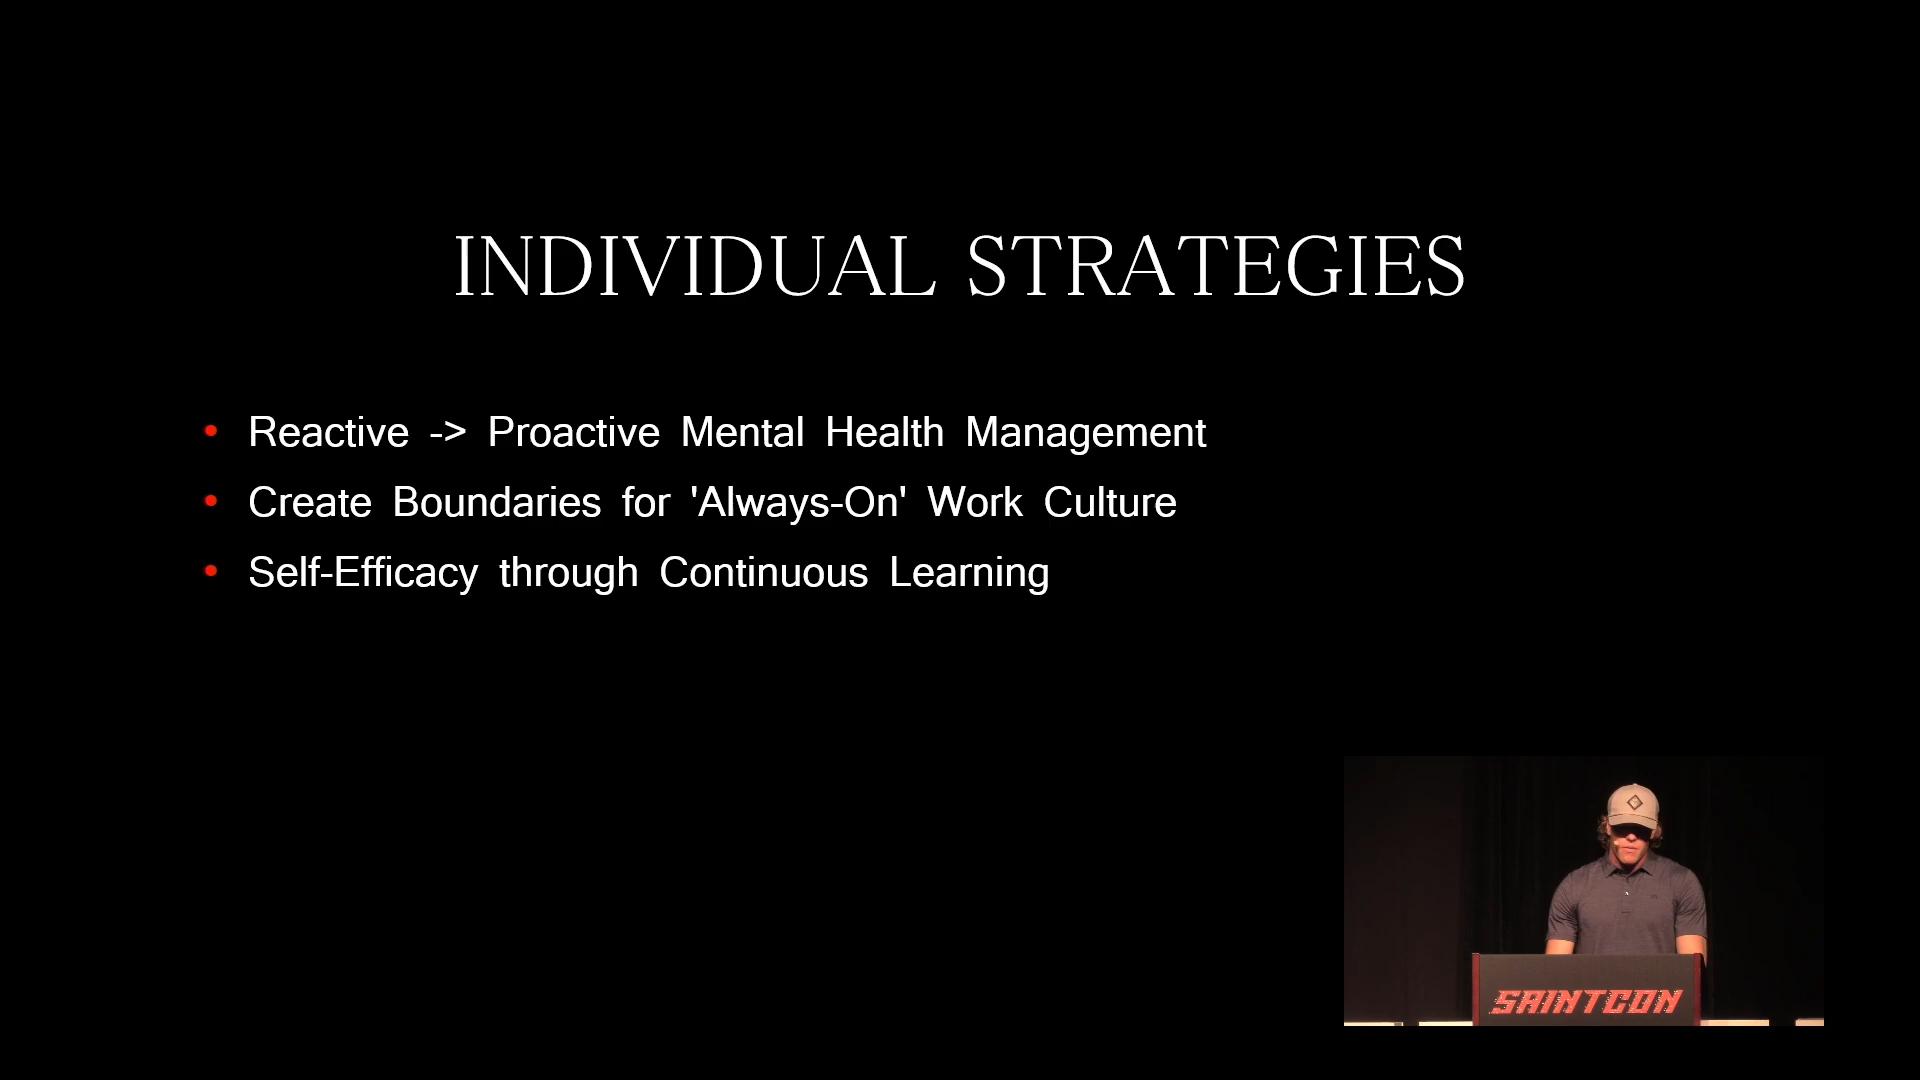 INDIVIDUAL STRATEGIES
• Reactive -> Proactive Mental Health Management
• Create Boundaries for 'Always-On' Work Culture
• Self-Efficacy through Continuous Learning
SAINTCON